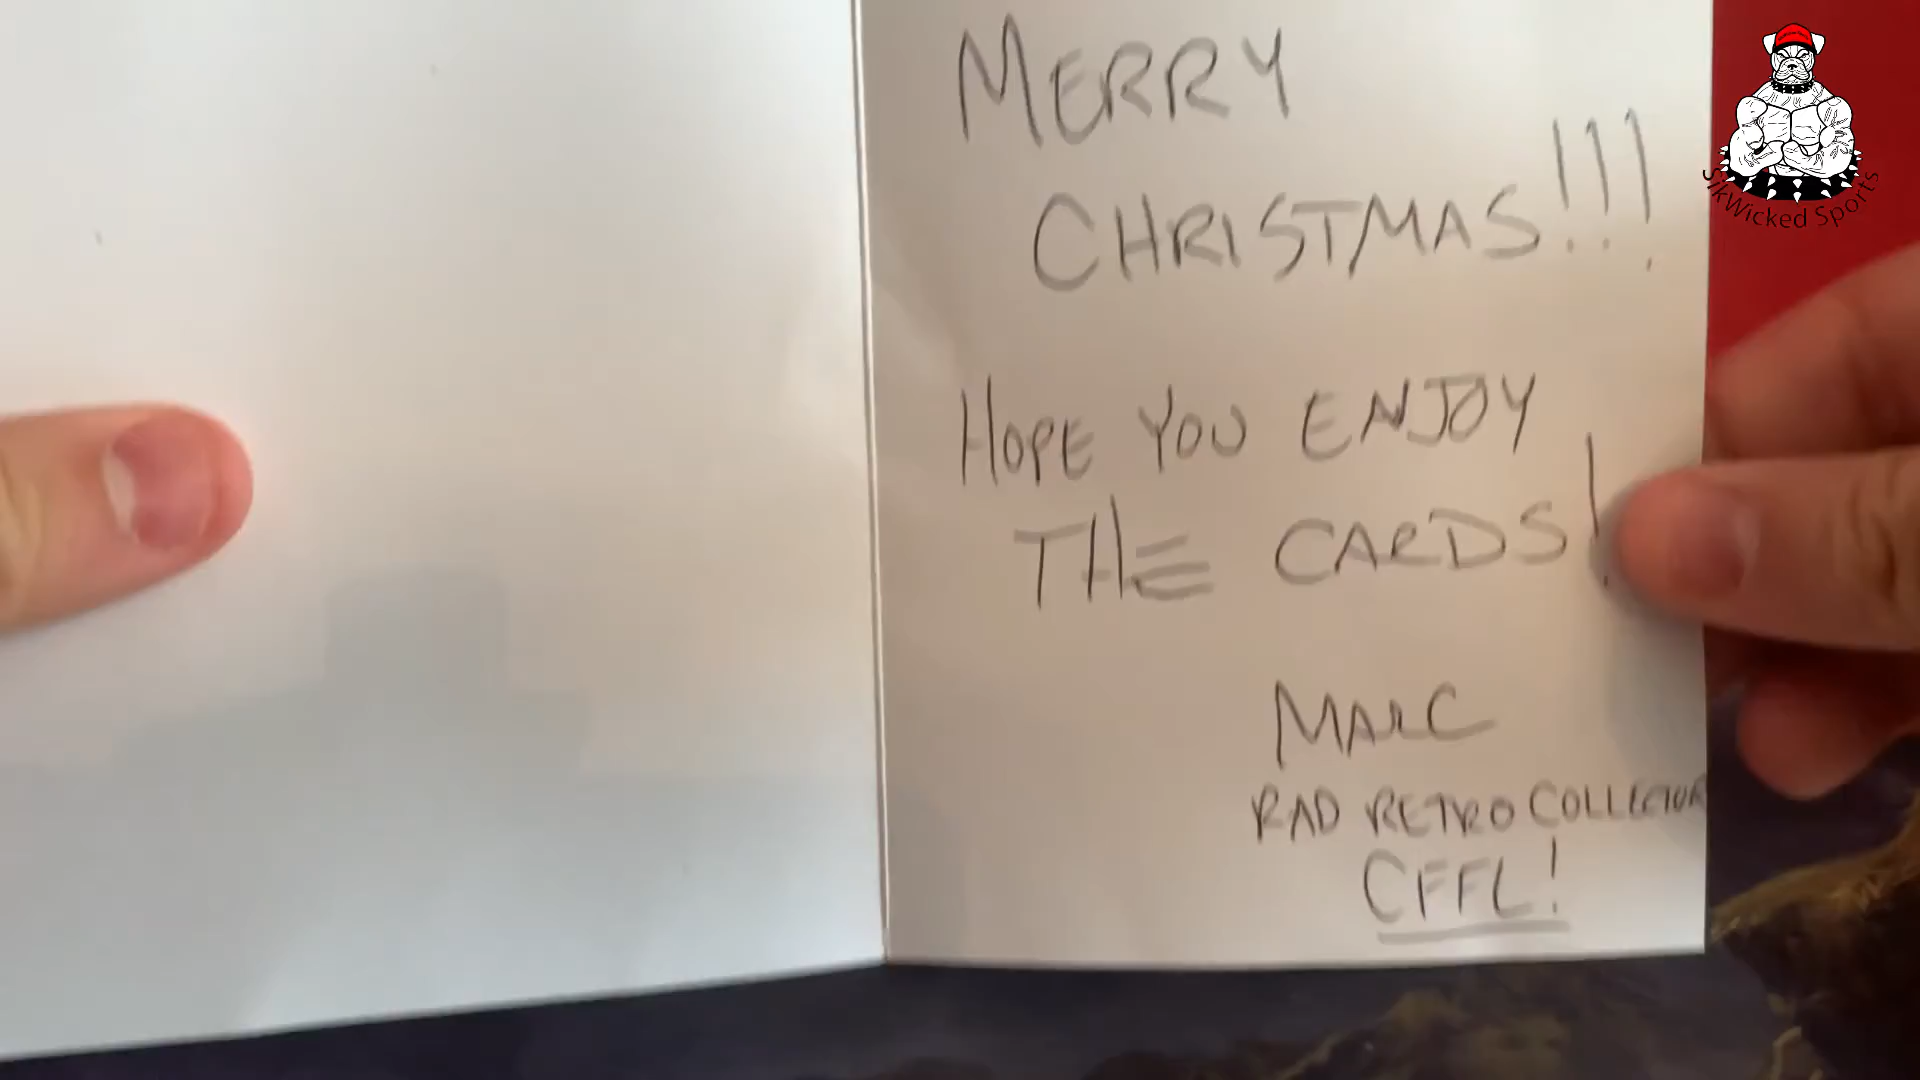 MERRY
CHRISTMAS!!!
HOPE YOU ENJOY
THE CARDS!
MARC
RAD RETRO COLLECTOR
CFFL!
SikWicked Sports